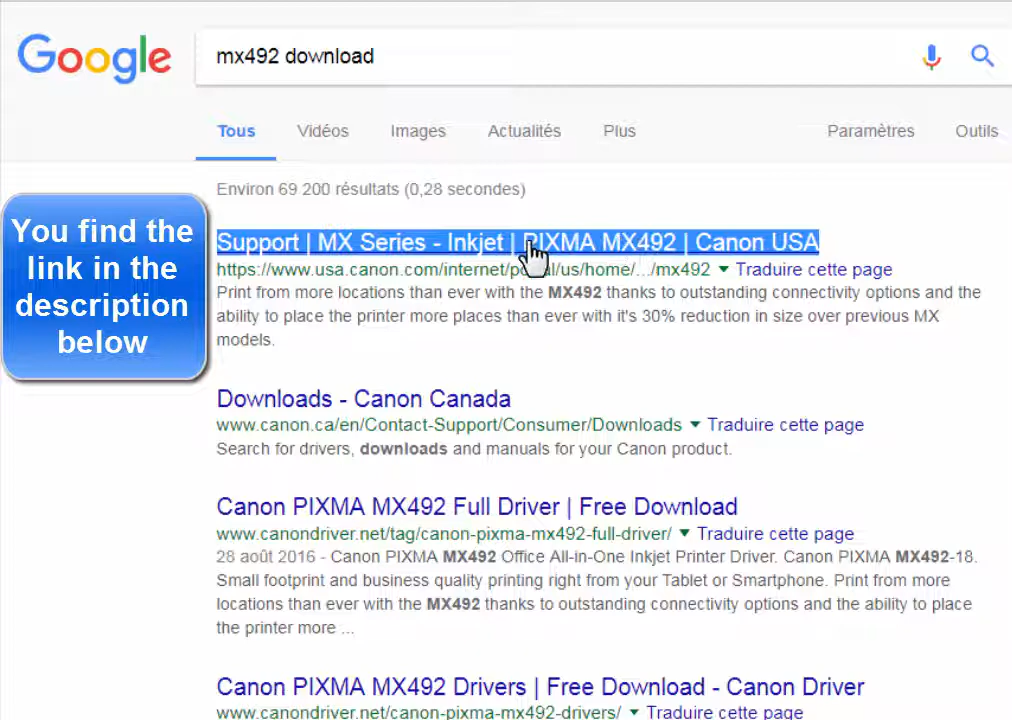 Google
mx492 download
Tous Vidéos Images Actualités Plus Paramètres Outils
Environ 69 200 résultats (0,28 secondes)
You find the
link in the
description
below
Support | MX Series - Inkjet | PIXMA MX492 | Canon USA
https://www.usa.canon.com/internet/portal/us/home/.../mx492 Traduire cette page
Print from more locations than ever with the MX492 thanks to outstanding connectivity options and the
ability to place the printer more places than ever with it's 30% reduction in size over previous MX
models.
Downloads - Canon Canada
www.canon.ca/en/Contact-Support/Consumer/Downloads Traduire cette page
Search for drivers, downloads and manuals for your Canon product.
Canon PIXMA MX492 Full Driver | Free Download
www.canondriver.net/tag/canon-pixma-mx492-full-driver/ Traduire cette page
28 août 2016 - Canon PIXMA MX492 Office All-in-One Inkjet Printer Driver. Canon PIXMA MX492-18.
Small footprint and business quality printing right from your Tablet or Smartphone. Print from more
locations than ever with the MX492 thanks to outstanding connectivity options and the ability to place
the printer more ...
Canon PIXMA MX492 Drivers | Free Download - Canon Driver
www.canondriver.net/canon-pixma-mx492-drivers/ Traduire cette page